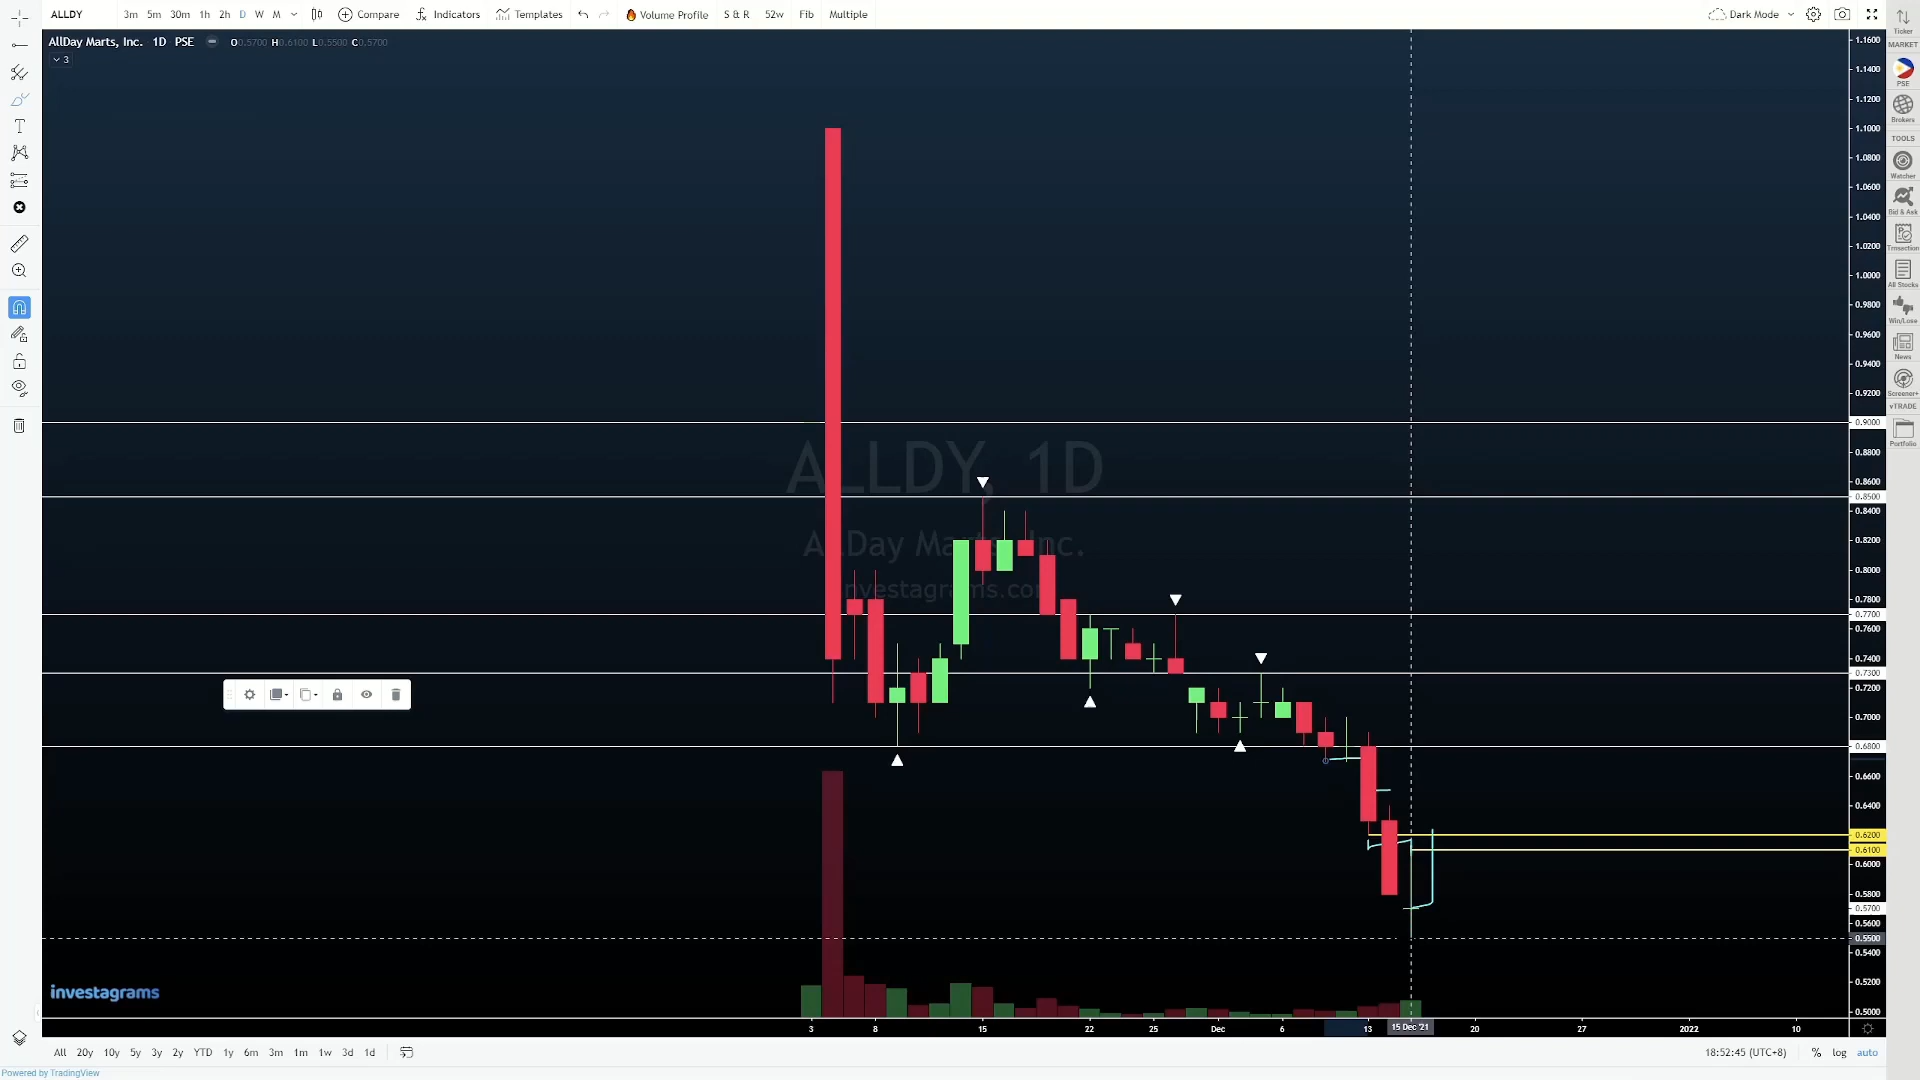 ALLDY 3m 5m 30m 1h 2h D W M Compare Indicators Templates Volume Profile S & R 52w Fib Multiple Dark Mode
Ticker
AllDay Marts, Inc. 1D PSE O0.5700 H0.6100 L0.5500 C0.5700
3
MARKET
PSE
Brokers
TOOLS
Watcher
Bid & Ask
Trnsaction
All Stocks
Win/Lose
News
Screener+
vTRADE
Portfolio
1.1600
1.1400
1.1200
1.1000
1.0800
1.0600
1.0400
1.0200
1.0000
0.9800
0.9600
0.9400
0.9200
0.9000
0.8800
0.8600
0.8500
0.8400
0.8200
0.8000
0.7800
0.7700
0.7600
0.7400
0.7300
0.7200
0.7000
0.6800
0.6600
0.6400
0.6200
0.6100
0.6000
0.5800
0.5700
0.5600
0.5500
0.5400
0.5200
0.5000
ALLDY, 1D
AllDay Marts, Inc.
investagrams.com
investagrams
3 8 15 22 25 Dec 6 13 15 Dec '21 20 27 2022 10
All 20y 10y 5y 3y 2y YTD 1y 6m 3m 1m 1w 3d 1d 18:52:45 (UTC+8) % log auto
Powered by TradingView